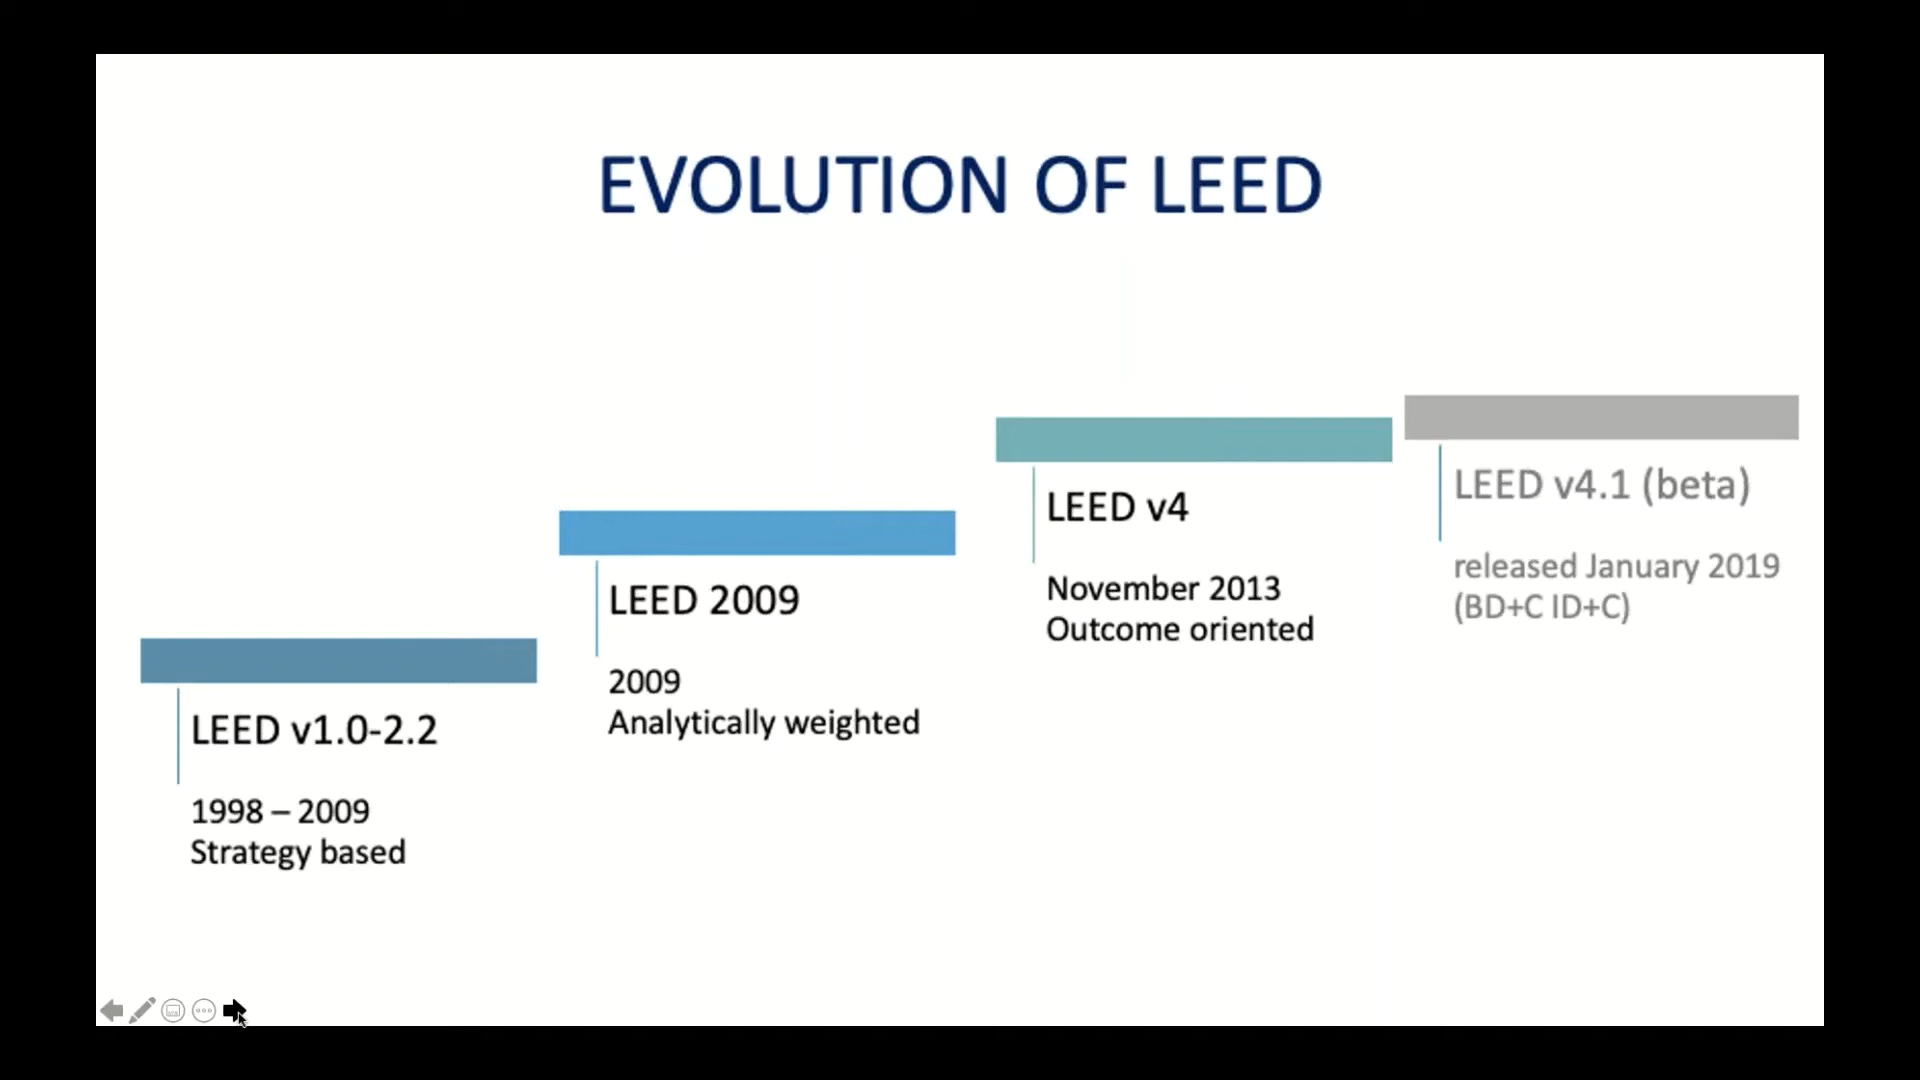 EVOLUTION OF LEED
LEED v1.0-2.2
1998 – 2009
Strategy based
LEED 2009
2009
Analytically weighted
LEED v4
November 2013
Outcome oriented
LEED v4.1 (beta)
released January 2019
(BD+C ID+C)